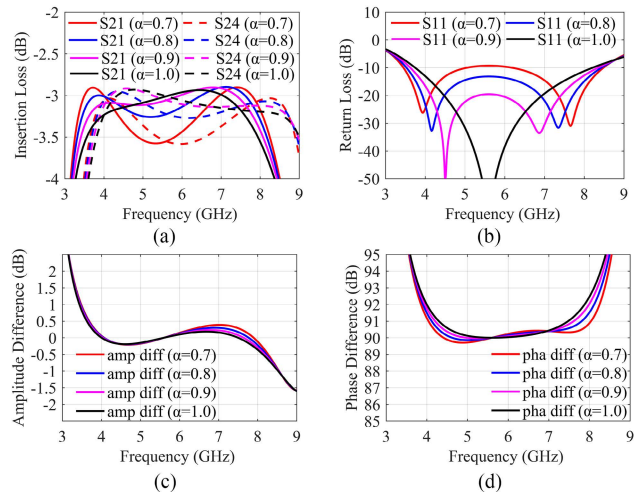 -2
-2.5
-3
-3.5
-4
Insertion Loss (dB)
S21 (α=0.7)
S21 (α=0.8)
S21 (α=0.9)
S21 (α=1.0)
S24 (α=0.7)
S24 (α=0.8)
S24 (α=0.9)
S24 (α=1.0)
3 4 5 6 7 8 9
Frequency (GHz)
(a)
0
-10
-20
-30
-40
-50
Return Loss (dB)
S11 (α=0.7)
S11 (α=0.9)
S11 (α=0.8)
S11 (α=1.0)
3 5 7 9
Frequency (GHz)
(b)
2
1.5
1
0.5
0
-0.5
-1
-1.5
-2
Amplitude Difference (dB)
amp diff (α=0.7)
amp diff (α=0.8)
amp diff (α=0.9)
amp diff (α=1.0)
3 4 5 6 7 8 9
Frequency (GHz)
(c)
95
94
93
92
91
90
89
88
87
86
85
Phase Difference (dB)
pha diff (α=0.7)
pha diff (α=0.8)
pha diff (α=0.9)
pha diff (α=1.0)
3 4 5 6 7 8 9
Frequency (GHz)
(d)